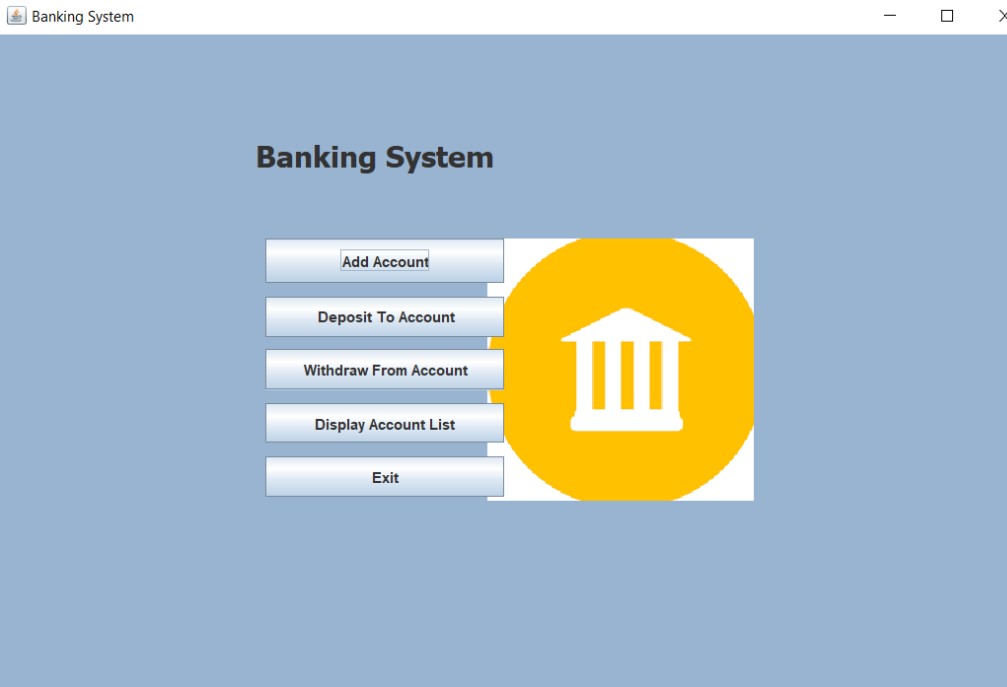 Banking System
Banking System
Add Account
Deposit To Account
Withdraw From Account
Display Account List
Exit